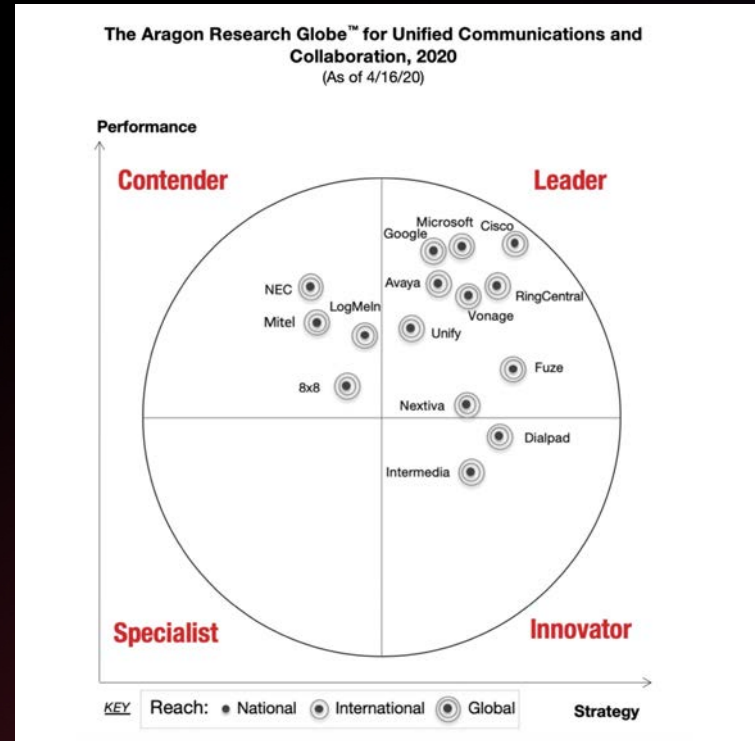 The Aragon Research Globe™ for Unified Communications and
Collaboration, 2020
(As of 4/16/20)
Performance
Contender
Leader
Microsoft
Cisco
Google
NEC
Avaya
LogMeIn
RingCentral
Mitel
Vonage
Unify
Fuze
8x8
Nextiva
Dialpad
Intermedia
Specialist
Innovator
KEY Reach: National International Global
Strategy